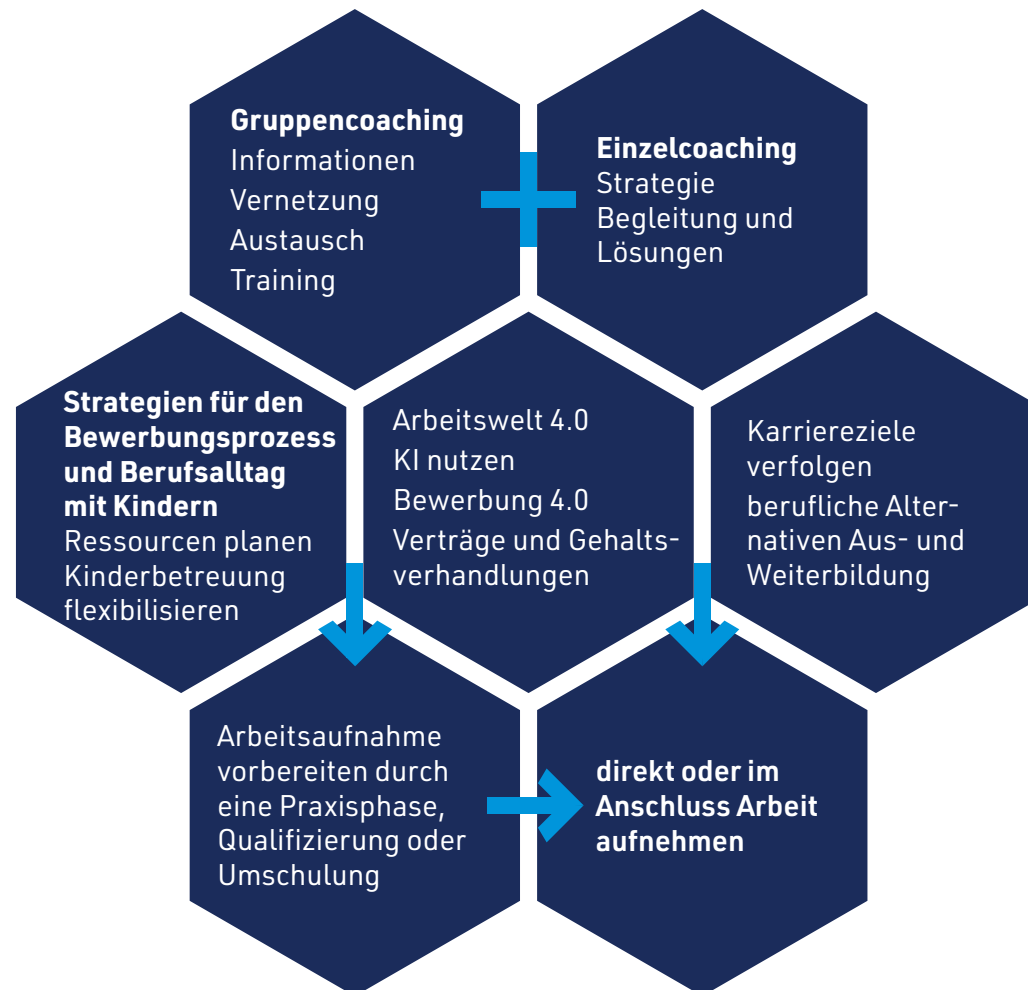 Gruppencoaching
Informationen
Vernetzung
Austausch
Training
Einzelcoaching
Strategie
Begleitung und
Lösungen
Strategien für den
Bewerbungsprozess
und Berufsalltag
mit Kindern
Ressourcen planen
Kinderbetreuung
flexibilisieren
Arbeitswelt 4.0
KI nutzen
Bewerbung 4.0
Verträge und Gehalts-
verhandlungen
Karriereziele
verfolgen
berufliche Alter-
nativen Aus- und
Weiterbildung
Arbeitsaufnahme
vorbereiten durch
eine Praxisphase,
Qualifizierung oder
Umschulung
direkt oder im
Anschluss Arbeit
aufnehmen